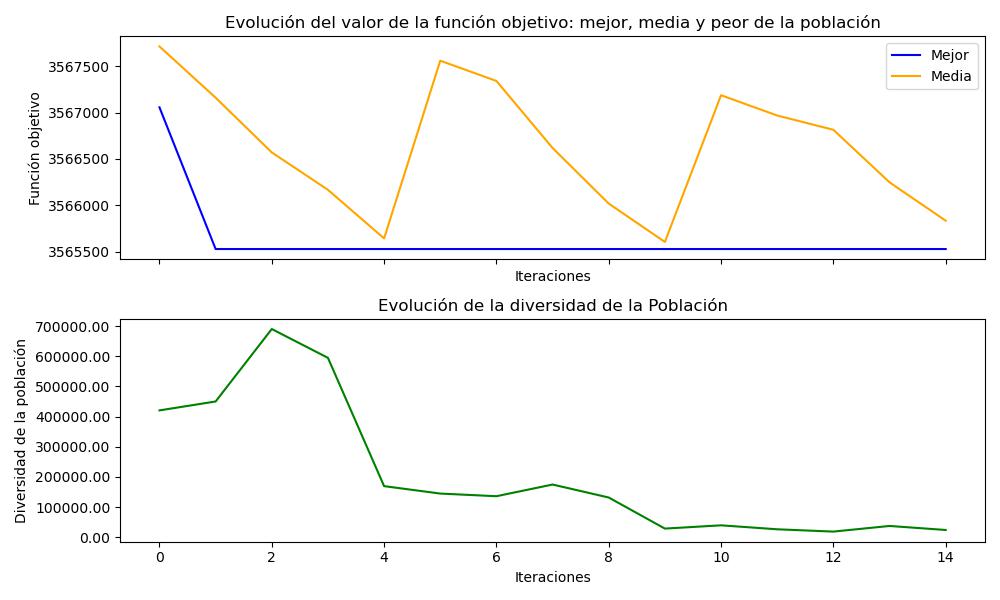 Evolución del valor de la función objetivo: mejor, media y peor de la población
Función objetivo
3567500
3567000
3566500
3566000
3565500
Mejor
Media
Iteraciones
Evolución de la diversidad de la Población
Diversidad de la población
700000.00
600000.00
500000.00
400000.00
300000.00
200000.00
100000.00
0.00
0 2 4 6 8 10 12 14
Iteraciones